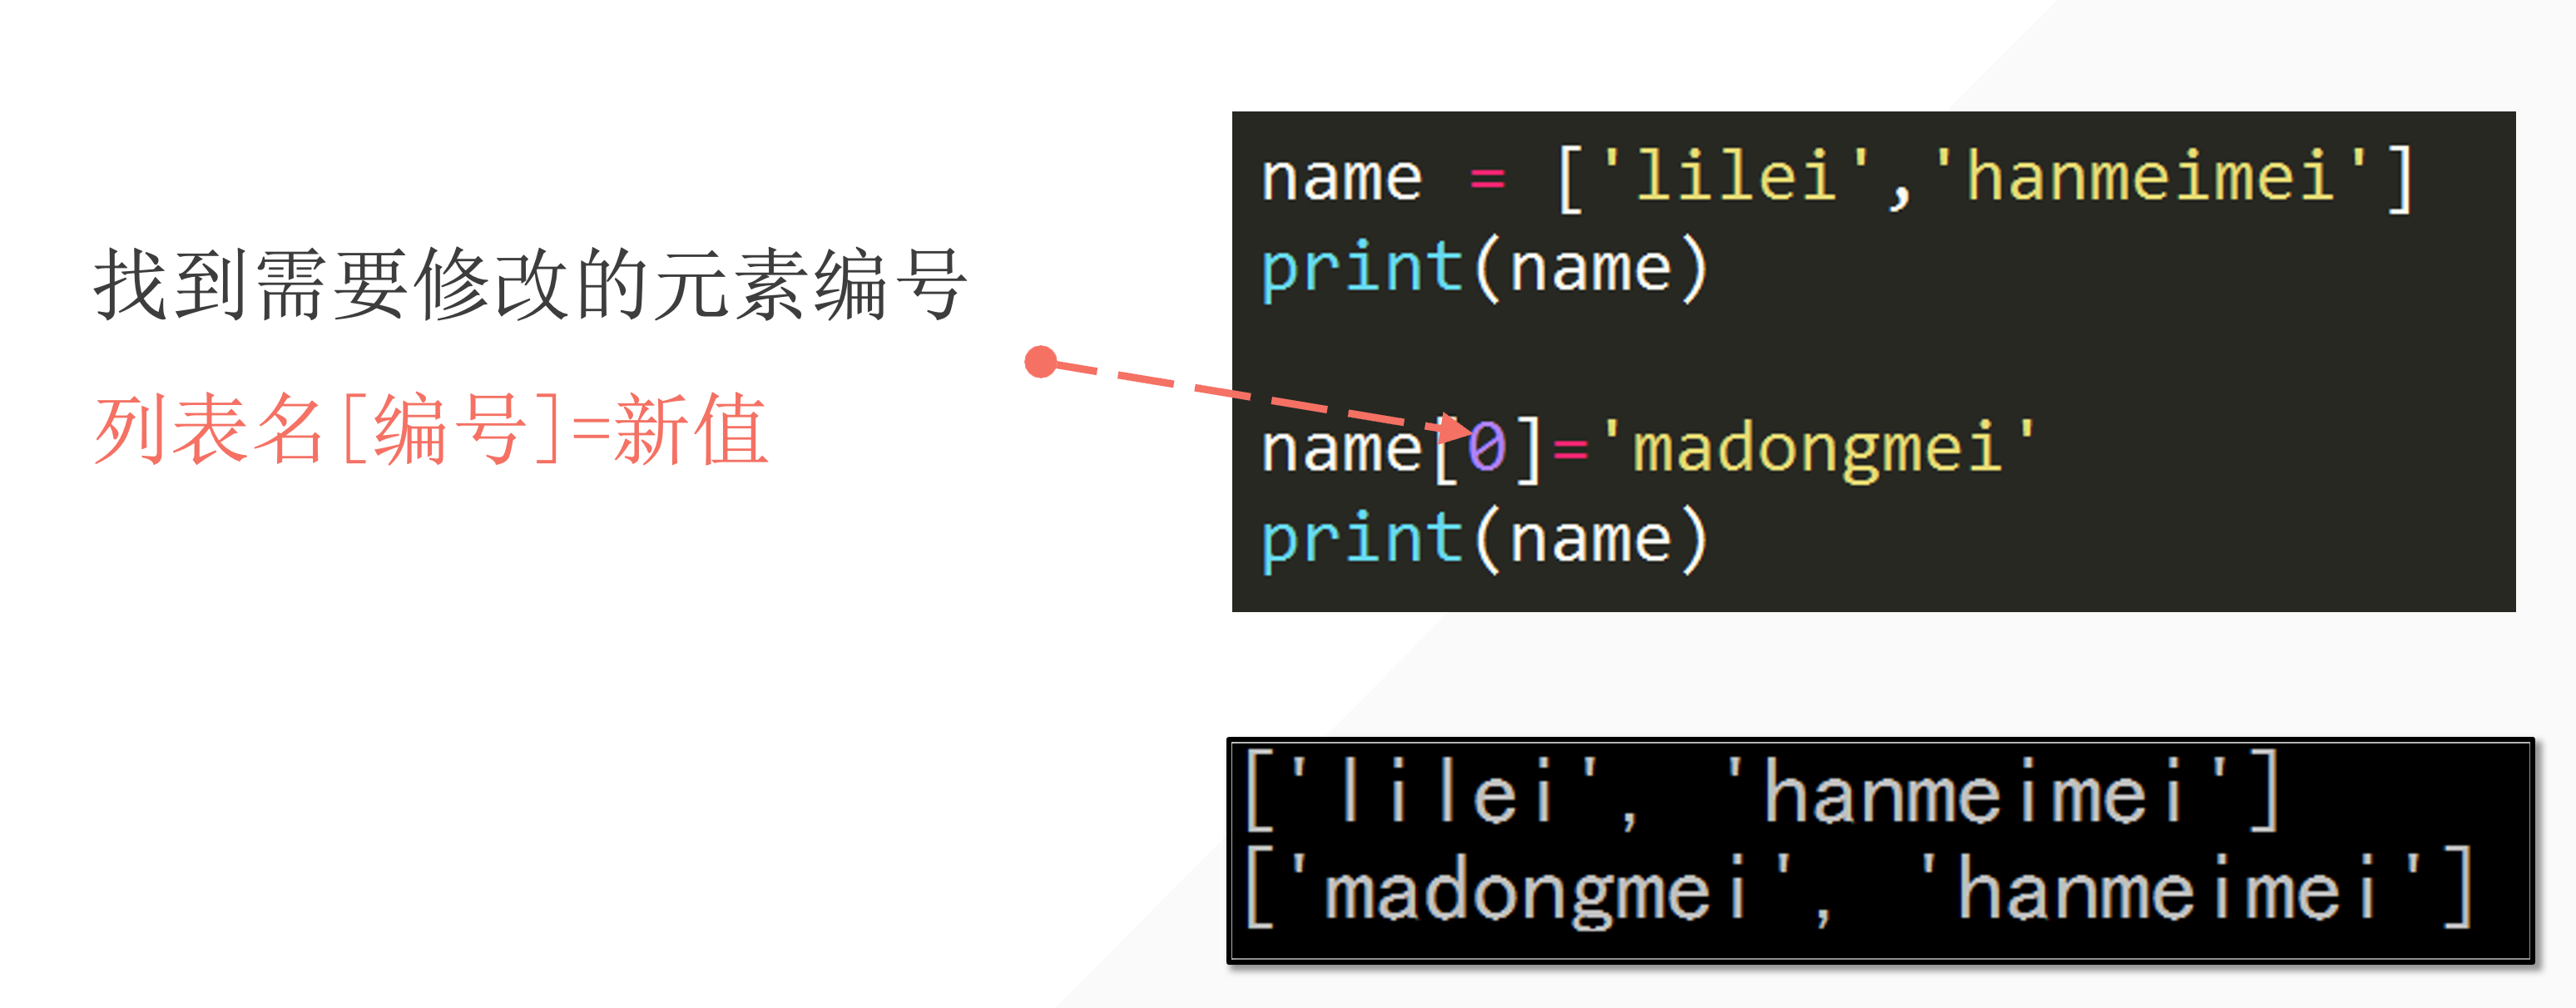 找到需要修改的元素编号
列表名[编号]=新值
name = ['lilei','hanmeimei']
print(name)
name[0]='madongmei'
print(name)
['lilei', 'hanmeimei']
['madongmei', 'hanmeimei']